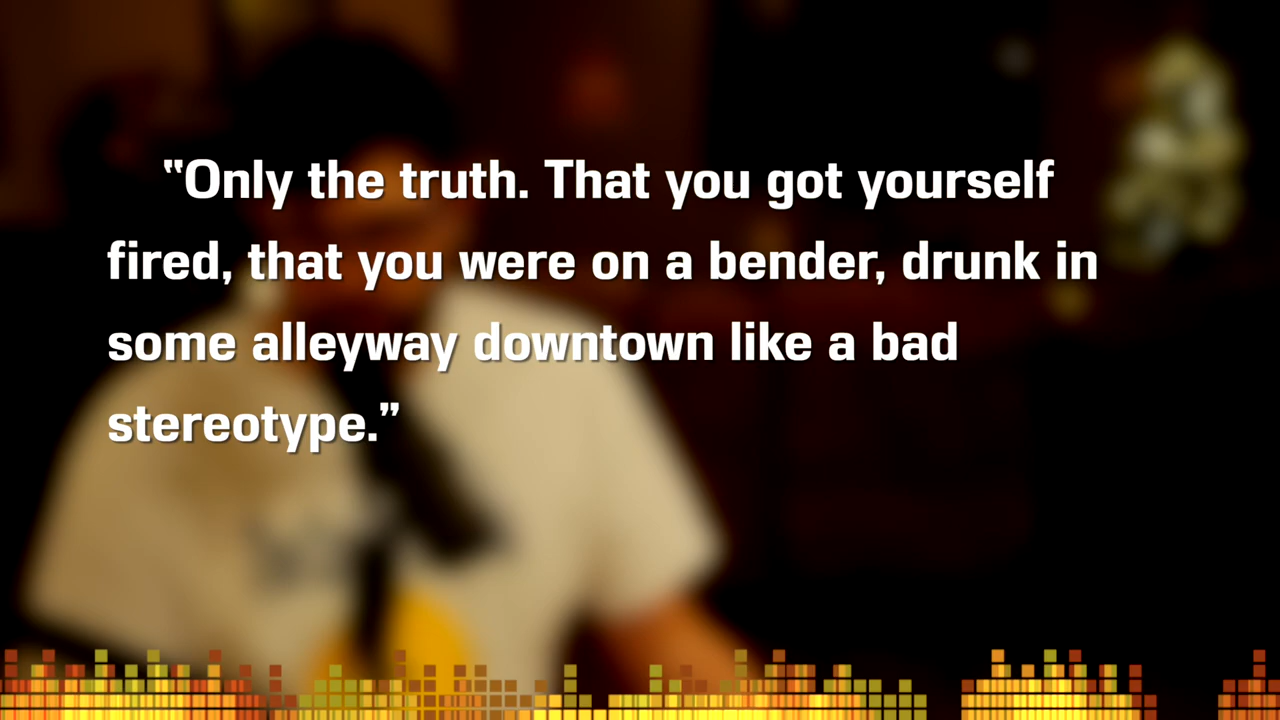 “Only the truth. That you got yourself
fired, that you were on a bender, drunk in
some alleyway downtown like a bad
stereotype.”